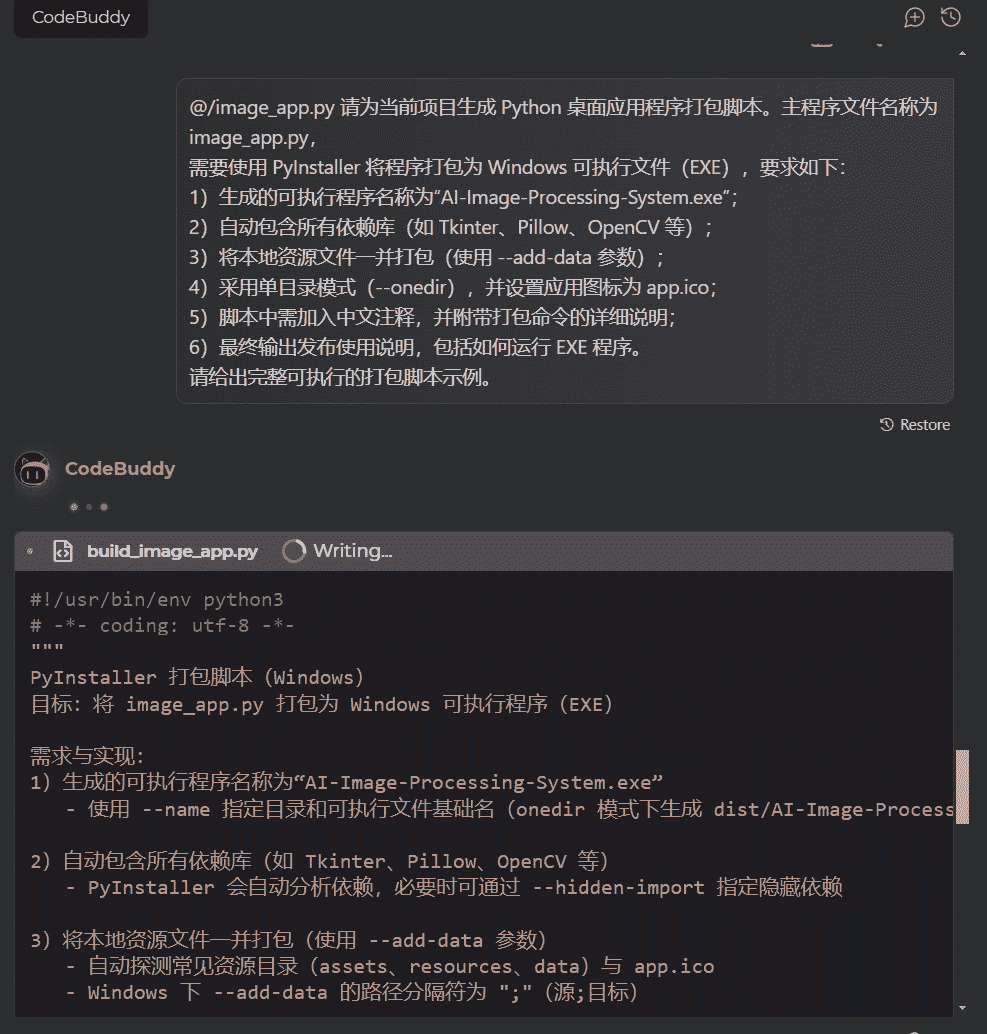 CodeBuddy
@/image_app.py 请为当前项目生成 Python 桌面应用程序打包脚本。主程序文件名称为
image_app.py，
需要使用 PyInstaller 将程序打包为 Windows 可执行文件（EXE），要求如下：
1）生成的可执行程序名称为“AI-Image-Processing-System.exe”；
2）自动包含所有依赖库（如 Tkinter、Pillow、OpenCV 等）；
3）将本地资源文件一并打包（使用 --add-data 参数）；
4）采用单目录模式（--onedir），并设置应用图标为 app.ico；
5）脚本中需加入中文注释，并附带打包命令的详细说明；
6）最终输出发布使用说明，包括如何运行 EXE 程序。
请给出完整可执行的打包脚本示例。
Restore
CodeBuddy
build_image_app.py Writing...
#!/usr/bin/env python3
# -*- coding: utf-8 -*-
"""
PyInstaller 打包脚本（Windows）
目标：将 image_app.py 打包为 Windows 可执行程序（EXE）
需求与实现：
1）生成的可执行程序名称为“AI-Image-Processing-System.exe”
- 使用 --name 指定目录和可执行文件基础名（onedir 模式下生成 dist/AI-Image-Process
2）自动包含所有依赖库（如 Tkinter、Pillow、OpenCV 等）
- PyInstaller 会自动分析依赖，必要时可通过 --hidden-import 指定隐藏依赖
3）将本地资源文件一并打包（使用 --add-data 参数）
- 自动探测常见资源目录（assets、resources、data）与 app.ico
- Windows 下 --add-data 的路径分隔符为 ";"（源;目标）